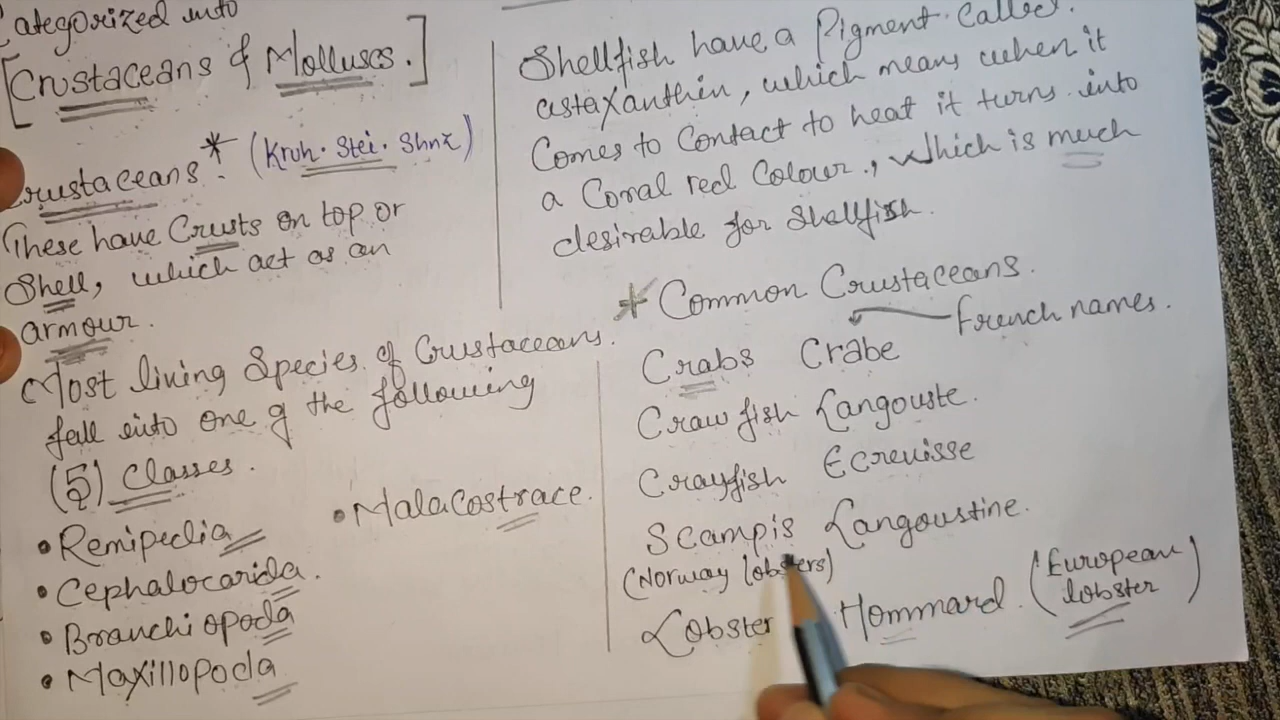 Categorized into
[Crustaceans & Molluscs.]
Crustaceans * (Kruh. Stei. Shnz)
These have Crusts on top or
Shell, which act as an
armour.
Most living Species of Crustaceans.
fall into one of the following
(5) Classes.
• Remipedia
• Cephalocarida.
• Branchiopoda
• Maxillopoda
• Malacostrace.
Shellfish have a Pigment Called.
astaxanthin, which means when it
Comes to Contact to heat it turns into
a Coral red Colour., Which is much
desirable for Shellfish.
* Common Crustaceans.
French names.
Crabs Crabe
Crawfish Langouste.
Crayfish Ecrevisse
Scampis Langoustine.
(Norway lobsters)
Lobster Hommard. (European
lobster)